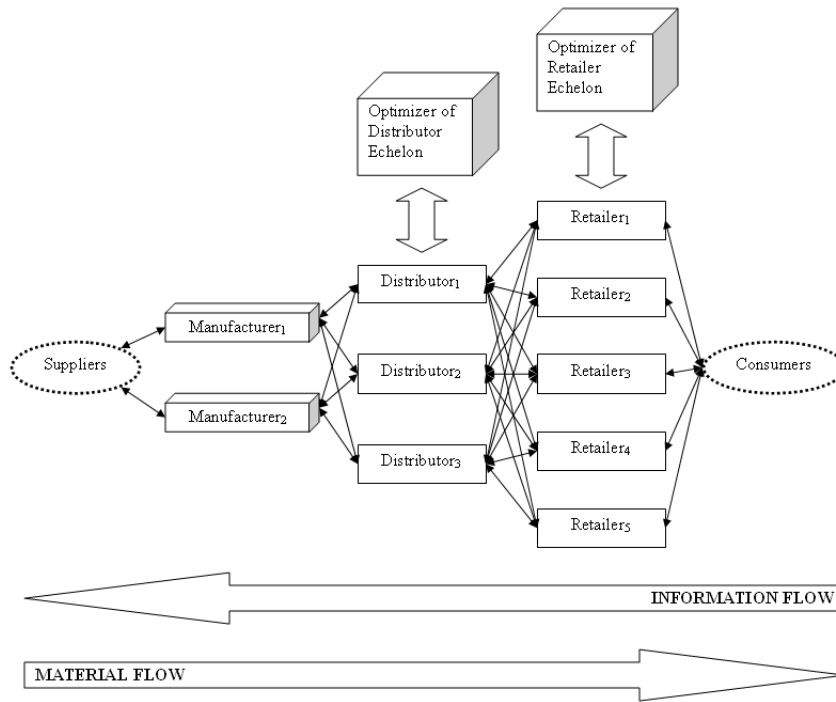 Optimizer of
Retailer
Echelon
Optimizer of
Distributor
Echelon
Retailer₁
Distributor₁
Retailer₂
Manufacturer₁
Suppliers
Distributor₂
Retailer₃
Consumers
Manufacturer₂
Distributor₃
Retailer₄
Retailer₅
INFORMATION FLOW
MATERIAL FLOW